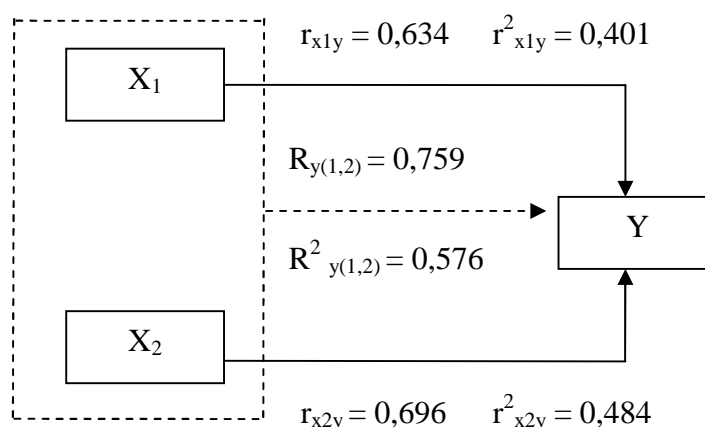 r_x1y = 0,634 r²_x1y = 0,401
X₁
R_y(1,2) = 0,759
Y
R²_y(1,2) = 0,576
X₂
r_x2y = 0,696 r²_x2y = 0,484